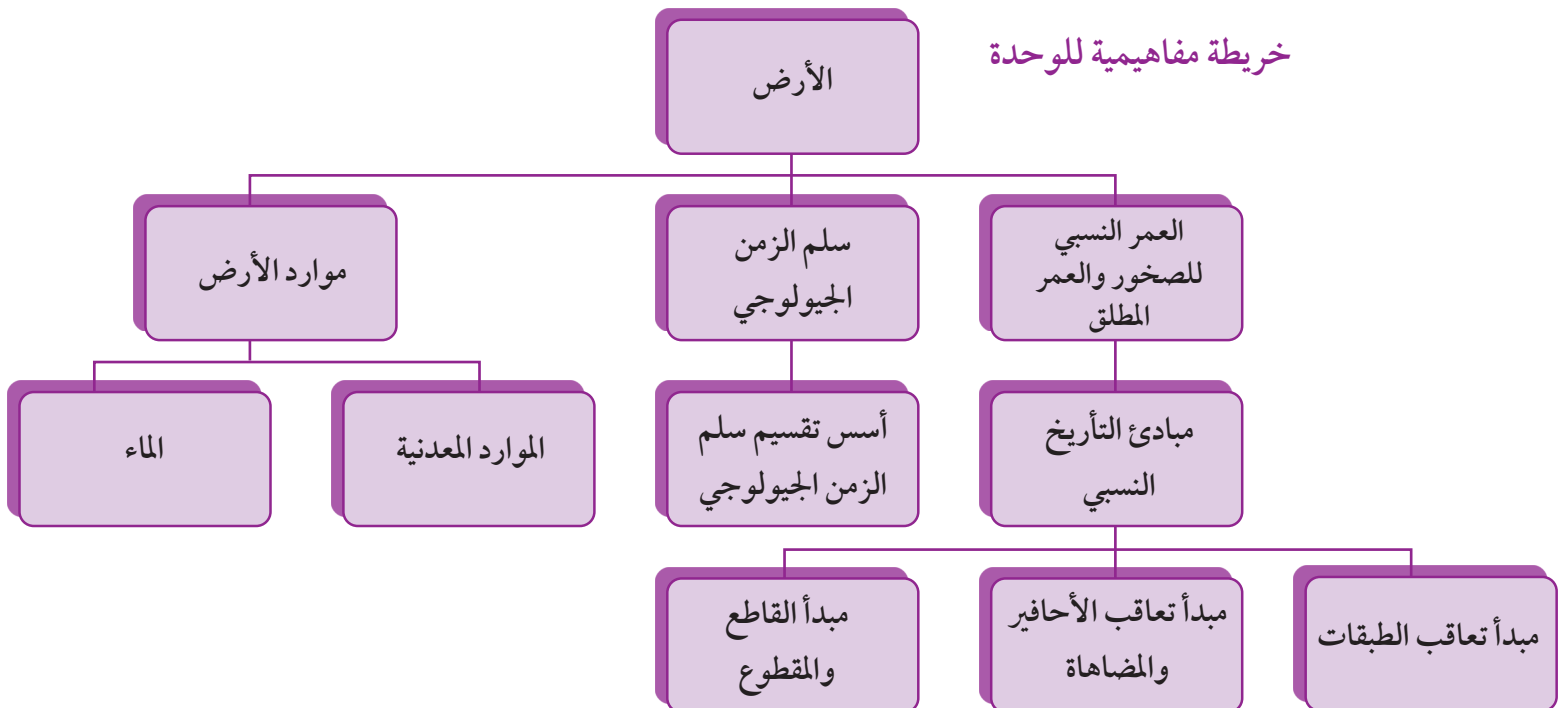 خريطة مفاهيمية للوحدة
الأرض
العمر النسبي
للصخور والعمر
المطلق
سلم الزمن
الجيولوجي
موارد الأرض
مبادئ التأريخ
النسبي
أسس تقسيم سلم
الزمن الجيولوجي
الموارد المعدنية
الماء
مبدأ تعاقب الطبقات
مبدأ تعاقب الأحافير
والمضاهاة
مبدأ القاطع
والمقطوع